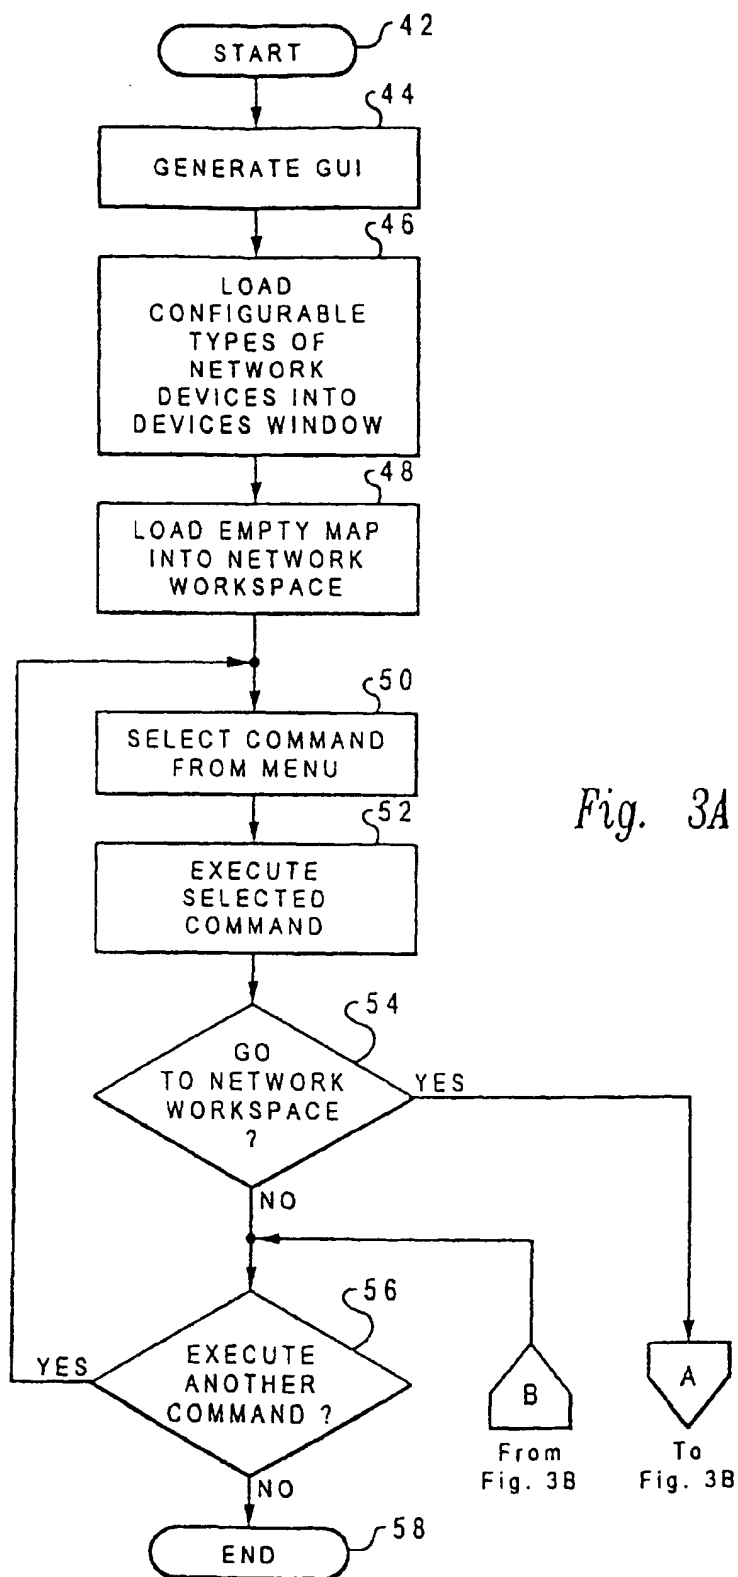 START
42
44
GENERATE GUI
46
LOAD
CONFIGURABLE
TYPES OF
NETWORK
DEVICES INTO
DEVICES WINDOW
48
LOAD EMPTY MAP
INTO NETWORK
WORKSPACE
50
SELECT COMMAND
FROM MENU
52
EXECUTE
SELECTED
COMMAND
Fig. 3A
54
GO
TO NETWORK
WORKSPACE
?
YES
NO
56
EXECUTE
ANOTHER
COMMAND ?
YES
NO
B
From
Fig. 3B
A
To
Fig. 3B
END
58